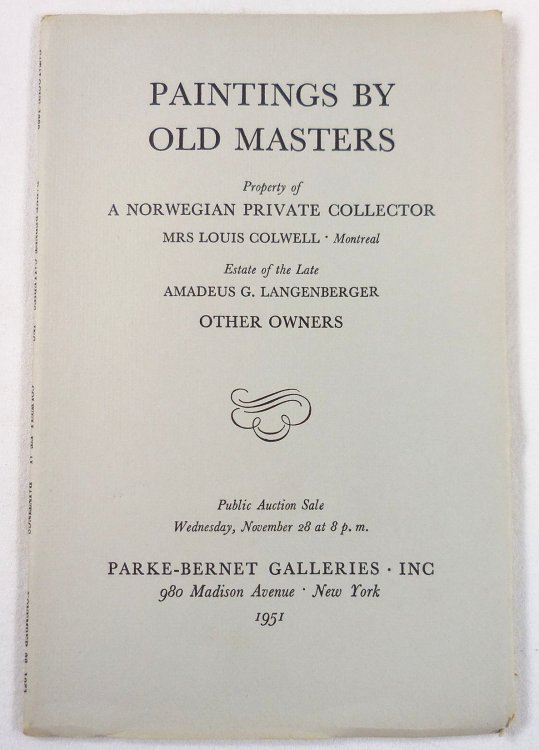 PAINTINGS BY
OLD MASTERS
Property of
A NORWEGIAN PRIVATE COLLECTOR
MRS LOUIS COLWELL · Montreal
Estate of the Late
AMADEUS G. LANGENBERGER
OTHER OWNERS
Public Auction Sale
Wednesday, November 28 at 8 p. m.
PARKE-BERNET GALLERIES · INC
980 Madison Avenue · New York
1951